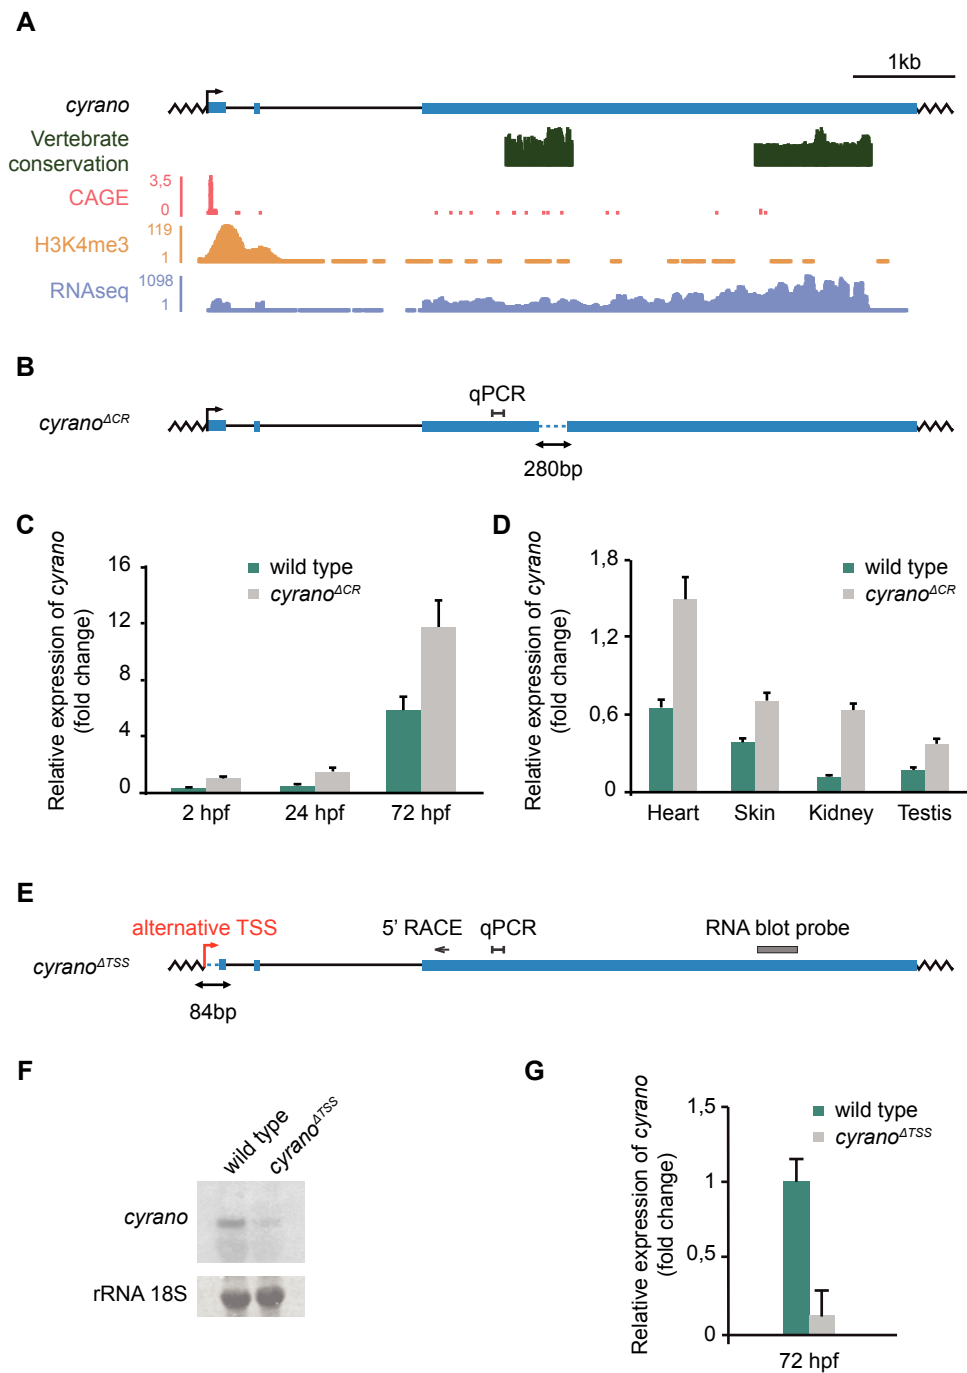 A
1kb
cyrano
Vertebrate
conservation
CAGE
3,5
0
H3K4me3
119
1
RNAseq
1098
1
B
qPCR
cyranoΔCR
280bp
C
Relative expression of cyrano
(fold change)
16
12
8
4
0
wild type
cyranoΔCR
2 hpf
24 hpf
72 hpf
D
Relative expression of cyrano
(fold change)
1,8
1,2
0,6
0
wild type
cyranoΔCR
Heart
Skin
Kidney
Testis
E
alternative TSS
5' RACE
qPCR
RNA blot probe
cyranoΔTSS
84bp
F
wild type
cyranoΔTSS
cyrano
rRNA 18S
G
Relative expression of cyrano
(fold change)
1,5
1
0,5
0
wild type
cyranoΔTSS
72 hpf